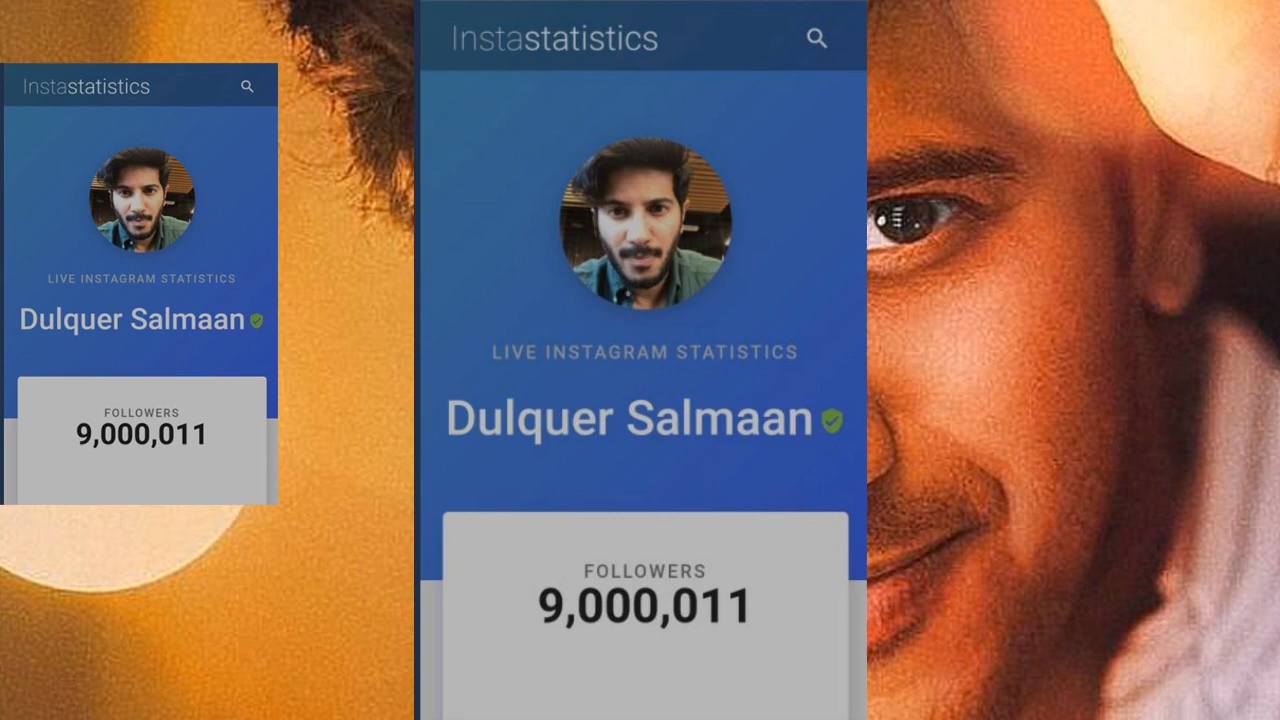 Instastatistics
LIVE INSTAGRAM STATISTICS
Dulquer Salmaan
FOLLOWERS
9,000,011
Instastatistics
LIVE INSTAGRAM STATISTICS
Dulquer Salmaan
FOLLOWERS
9,000,011